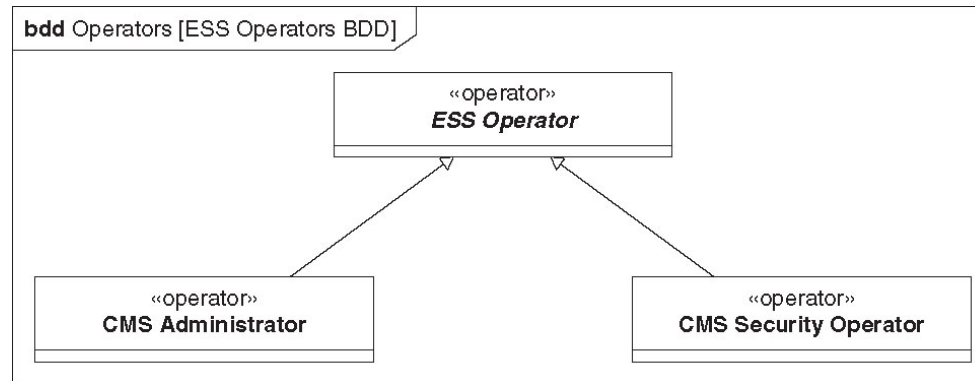 bdd Operators [ESS Operators BDD]
«operator»
ESS Operator
«operator»
CMS Administrator
«operator»
CMS Security Operator